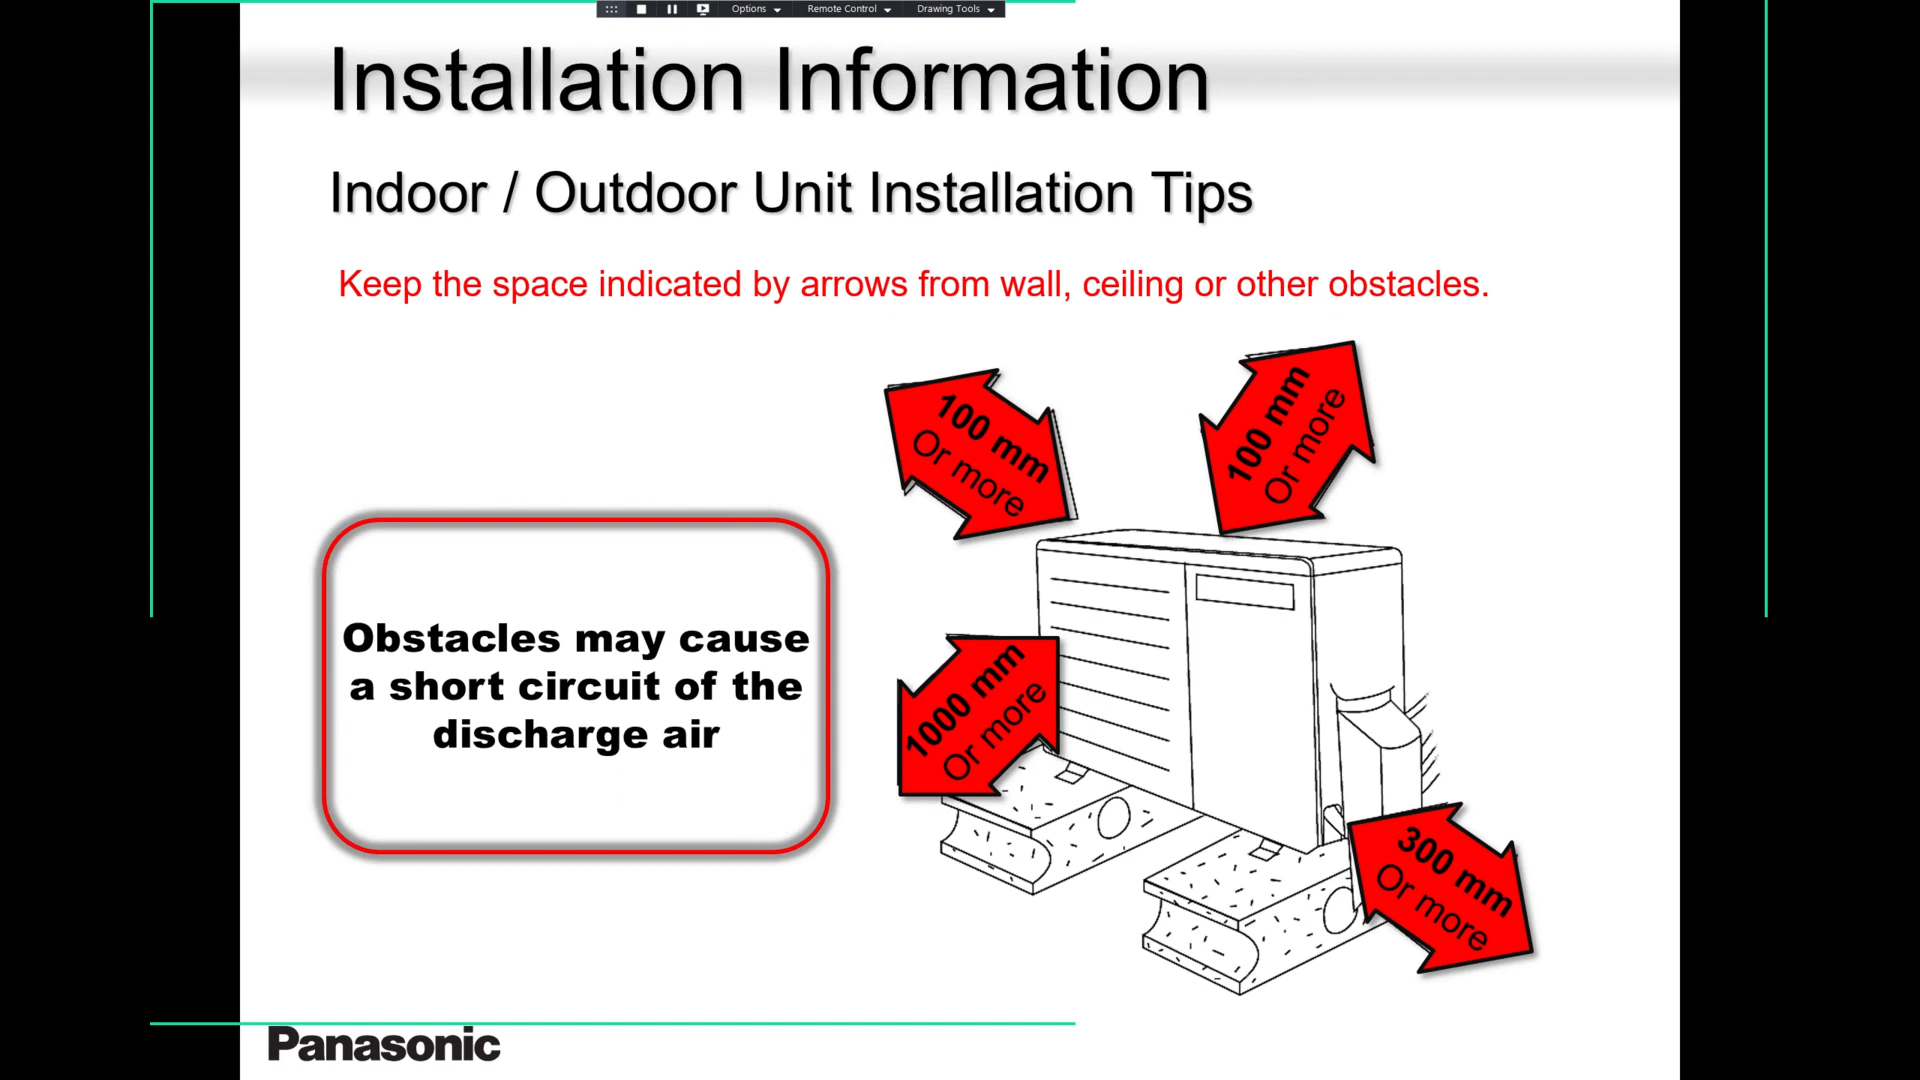 Options
Remote Control
Drawing Tools
Installation Information
Indoor / Outdoor Unit Installation Tips
Keep the space indicated by arrows from wall, ceiling or other obstacles.
100 mm
Or more
100 mm
Or more
Obstacles may cause
a short circuit of the
discharge air
1000 mm
Or more
300 mm
Or more
Panasonic